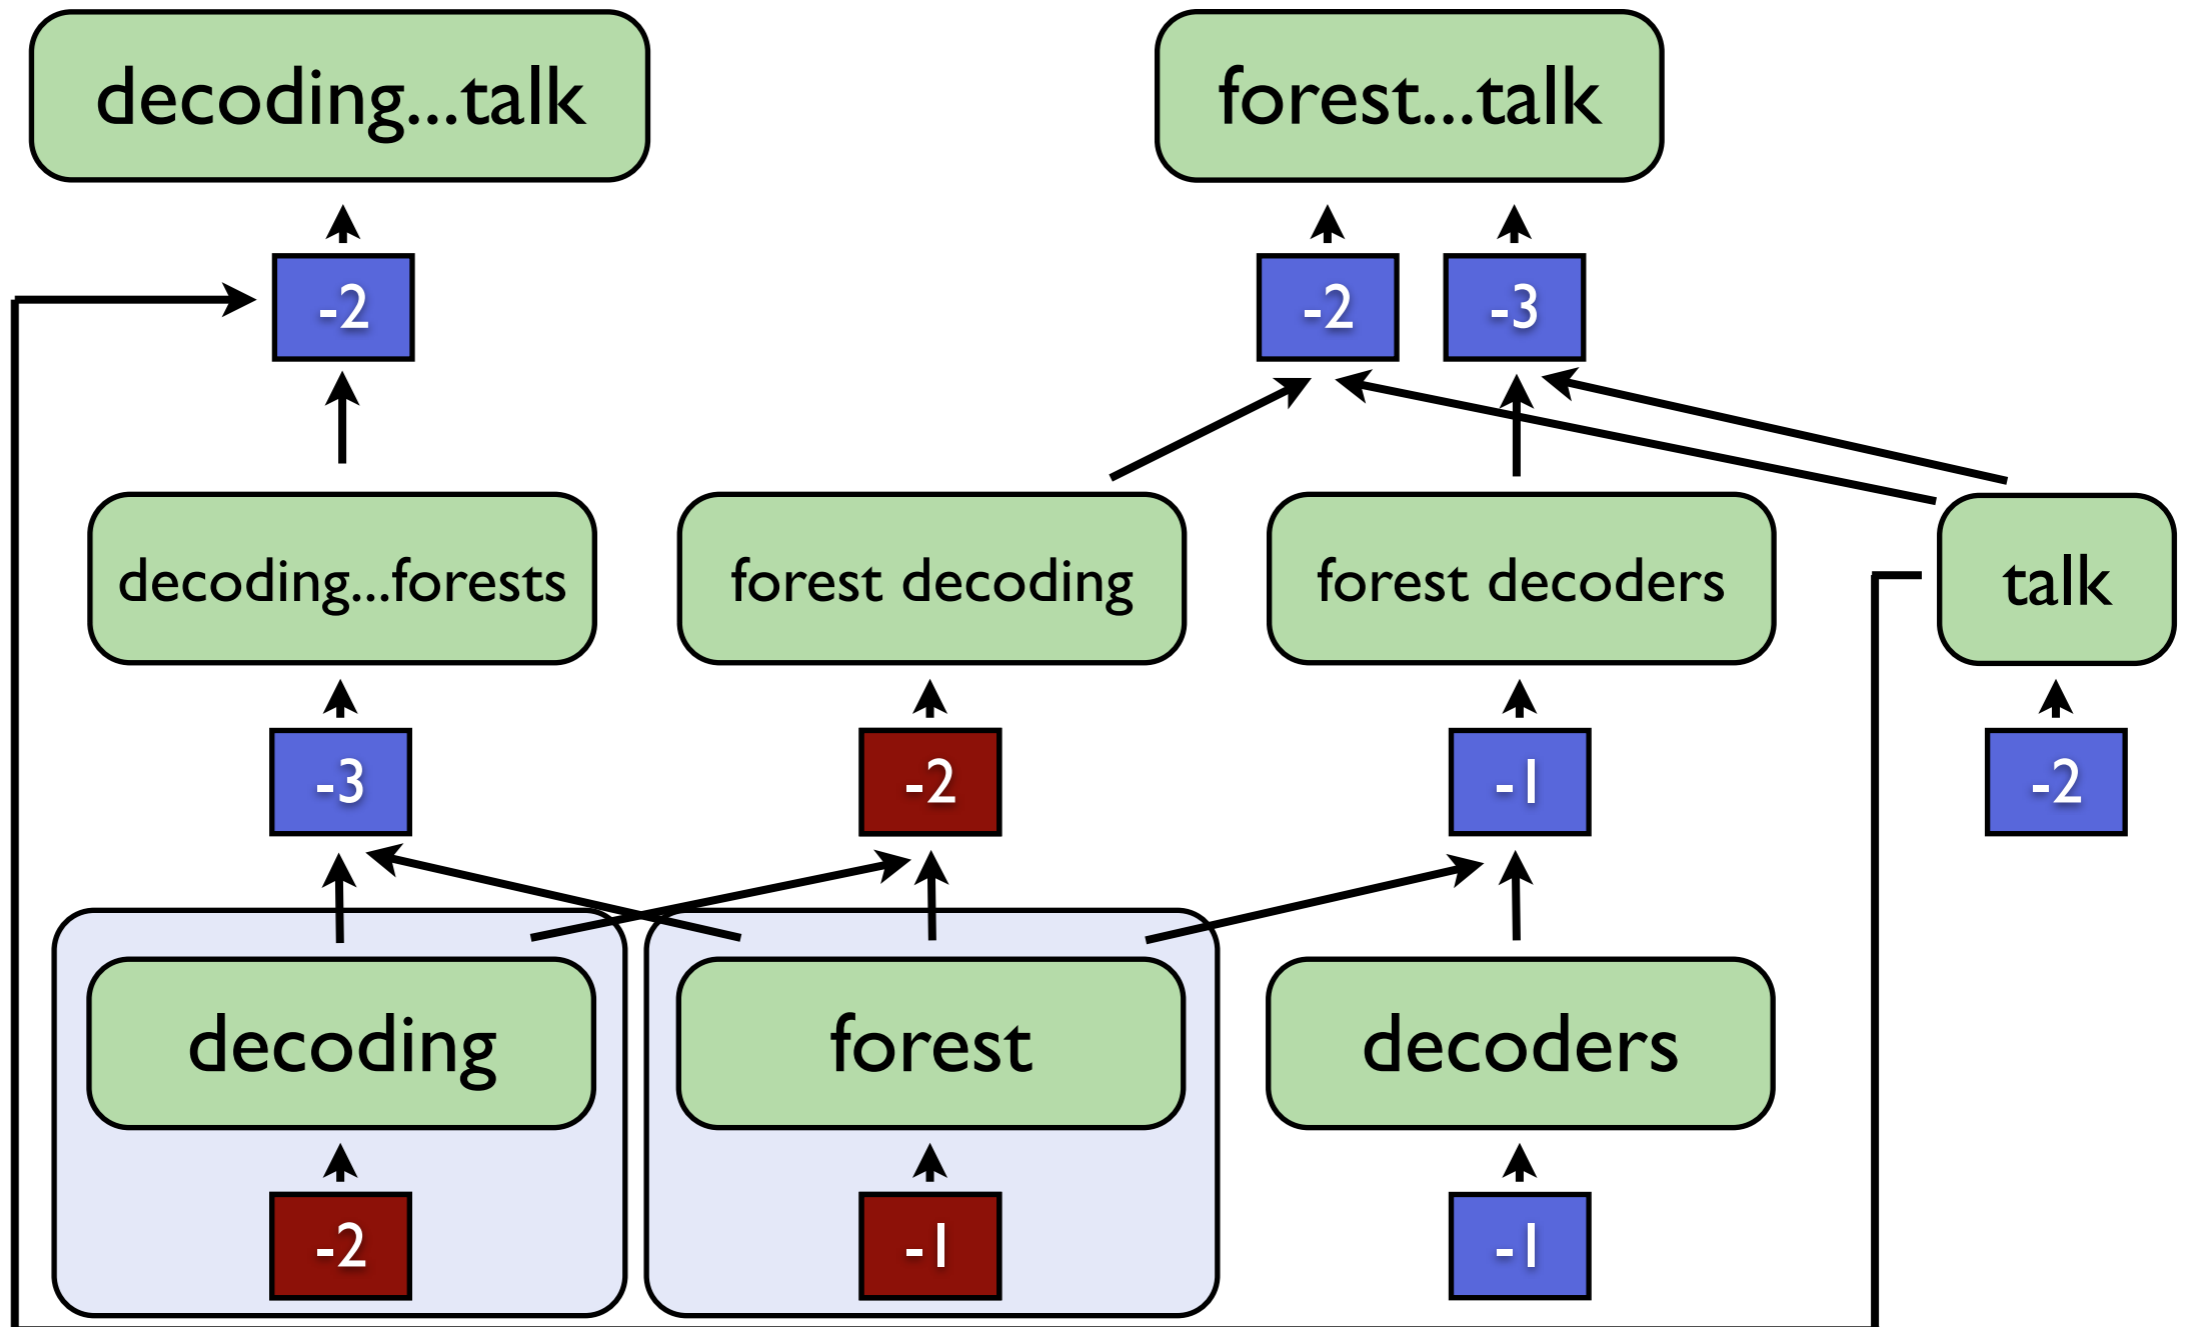 decoding...talk
forest...talk
-2
-2
-3
decoding...forests
forest decoding
forest decoders
talk
-3
-2
-1
-2
decoding
forest
decoders
-2
-1
-1